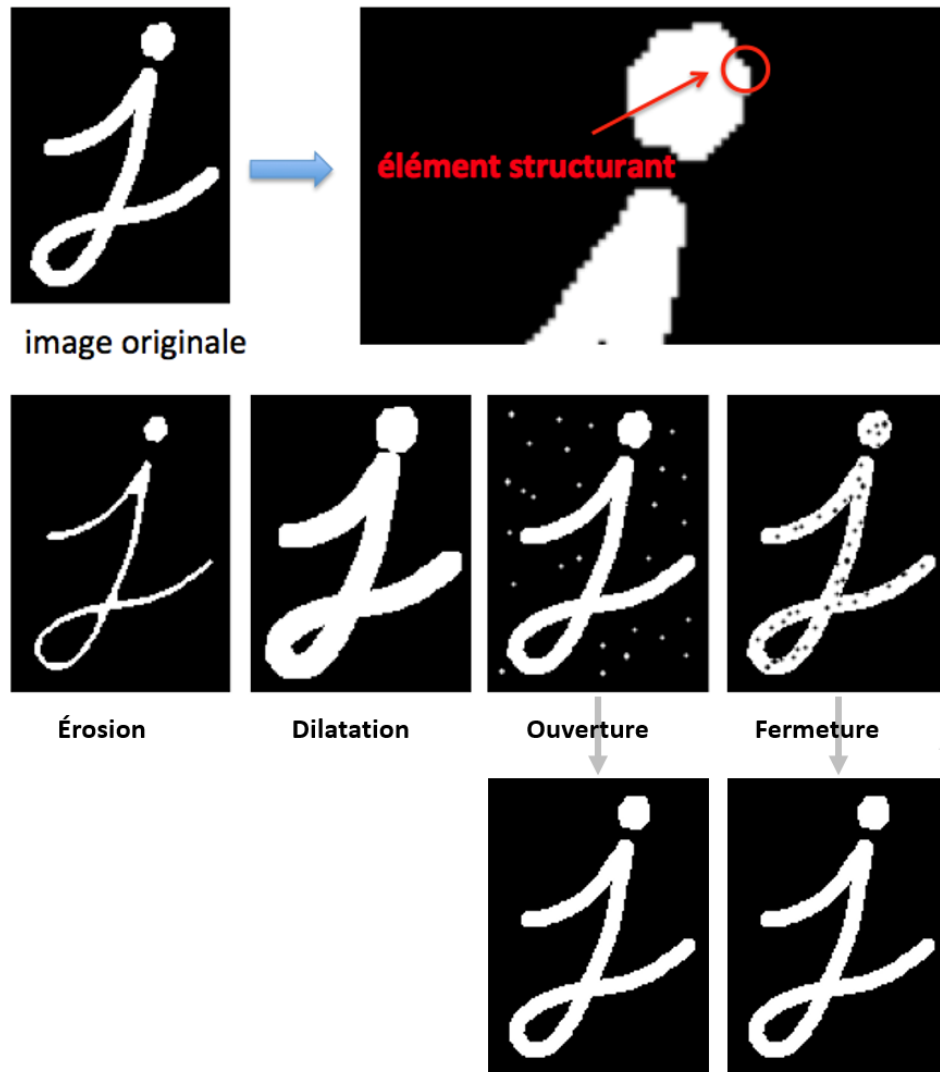 élément structurant
image originale
Érosion
Dilatation
Ouverture
Fermeture